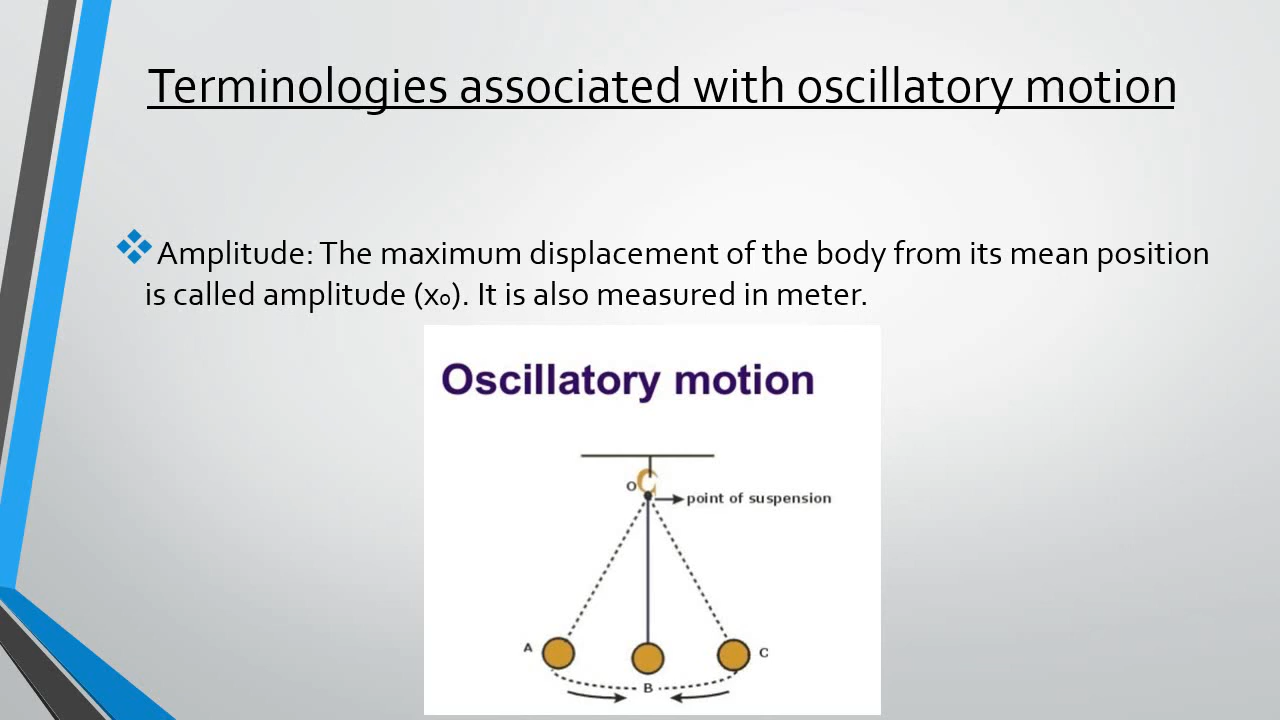 Terminologies associated with oscillatory motion
Amplitude: The maximum displacement of the body from its mean position
is called amplitude (x₀). It is also measured in meter.
Oscillatory motion
O
point of suspension
A
C
B